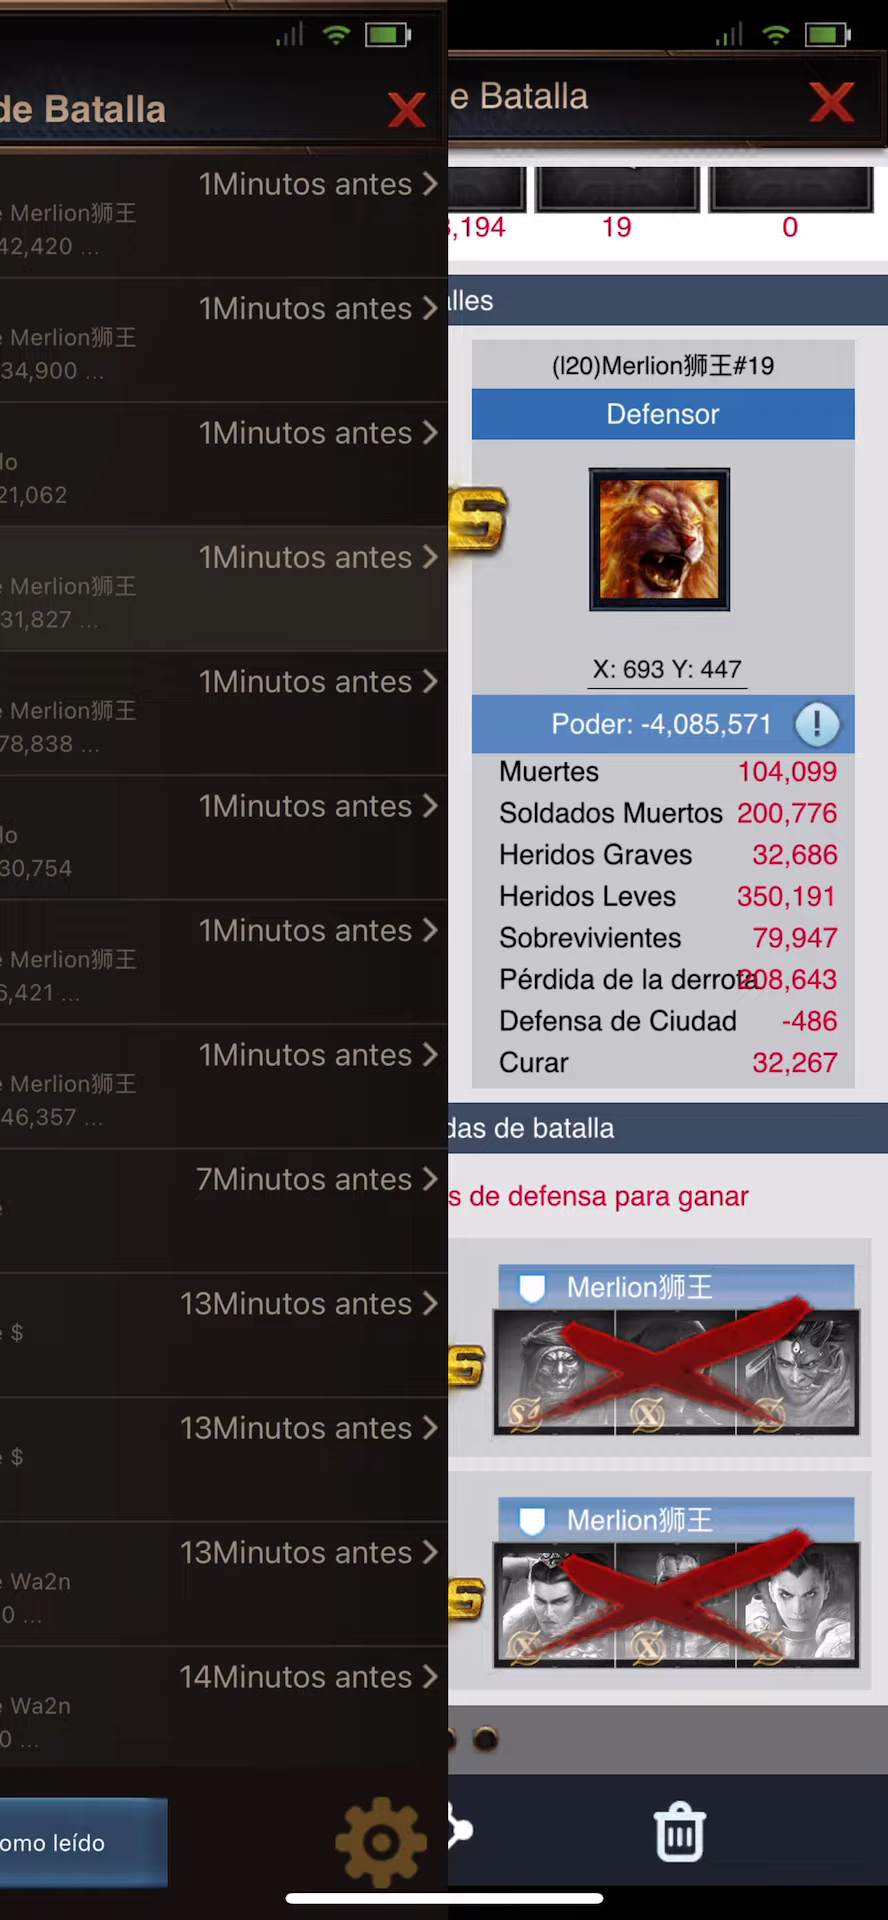 de Batalla
1Minutos antes
e Merlion狮王
42,420 ...
1Minutos antes
e Merlion狮王
34,900 ...
1Minutos antes
lo
21,062
1Minutos antes
e Merlion狮王
31,827 ...
1Minutos antes
e Merlion狮王
78,838 ...
1Minutos antes
lo
30,754
1Minutos antes
e Merlion狮王
6,421 ...
1Minutos antes
e Merlion狮王
46,357 ...
7Minutos antes
13Minutos antes
e $
13Minutos antes
e $
13Minutos antes
e Wa2n
0 ...
14Minutos antes
e Wa2n
0 ...
omo leído
e Batalla
3,194
19
0
alles
(I20)Merlion狮王#19
Defensor
S
X: 693 Y: 447
Poder: -4,085,571
Muertes 104,099
Soldados Muertos 200,776
Heridos Graves 32,686
Heridos Leves 350,191
Sobrevivientes 79,947
Pérdida de la derrota 208,643
Defensa de Ciudad -486
Curar 32,267
das de batalla
s de defensa para ganar
Merlion狮王
S
Merlion狮王
S